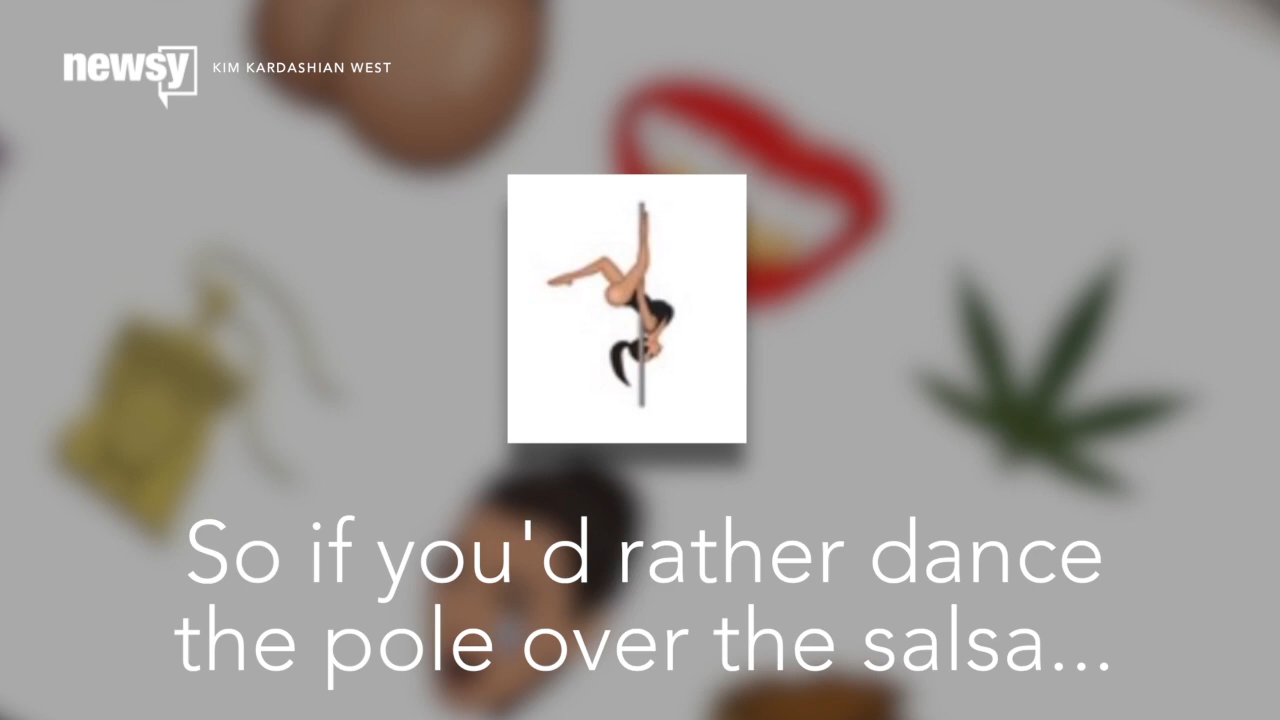 newsy
KIM KARDASHIAN WEST
So if you'd rather dance
the pole over the salsa...